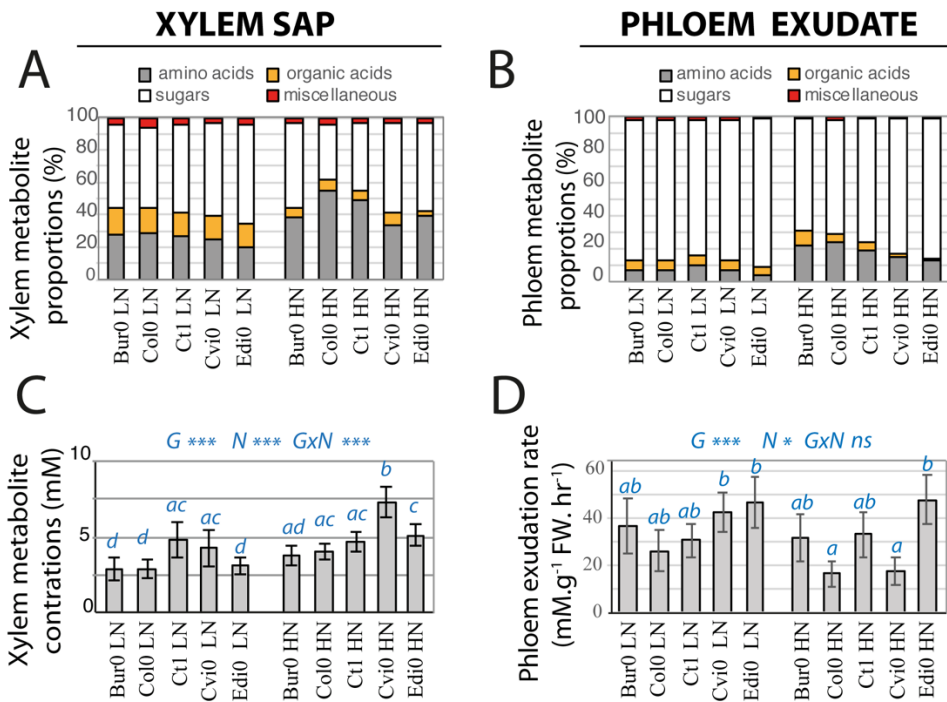 XYLEM SAP
PHLOEM EXUDATE
A
amino acids
organic acids
sugars
miscellaneous
Xylem metabolite
proportions (%)
100
80
60
40
20
0
Bur0 LN
Col0 LN
Ct1 LN
Cvi0 LN
Edi0 LN
Bur0 HN
Col0 HN
Ct1 HN
Cvi0 HN
Edi0 HN
B
amino acids
organic acids
sugars
miscellaneous
Phloem metabolite
proprotions (%)
100
80
60
40
20
0
Bur0 LN
Col0 LN
Ct1 LN
Cvi0 LN
Edi0 LN
Bur0 HN
Col0 HN
Ct1 HN
Cvi0 HN
Edi0 HN
C
G *** N *** GxN ***
Xylem metabolite
contrations (mM)
10
5
0
d
d
ac
ac
d
ad
ac
ac
b
c
Bur0 LN
Col0 LN
Ct1 LN
Cvi0 LN
Edi0 LN
Bur0 HN
Col0 HN
Ct1 HN
Cvi0 HN
Edi0 HN
D
G *** N * GxN ns
Phloem exudation rate
(mM.g⁻¹ FW. hr⁻¹)
60
40
20
0
ab
ab
ab
b
b
ab
a
ab
a
b
Bur0 LN
Col0 LN
Ct1 LN
Cvi0 LN
Edi0 LN
Bur0 HN
Col0 HN
Ct1 HN
Cvi0 HN
Edi0 HN